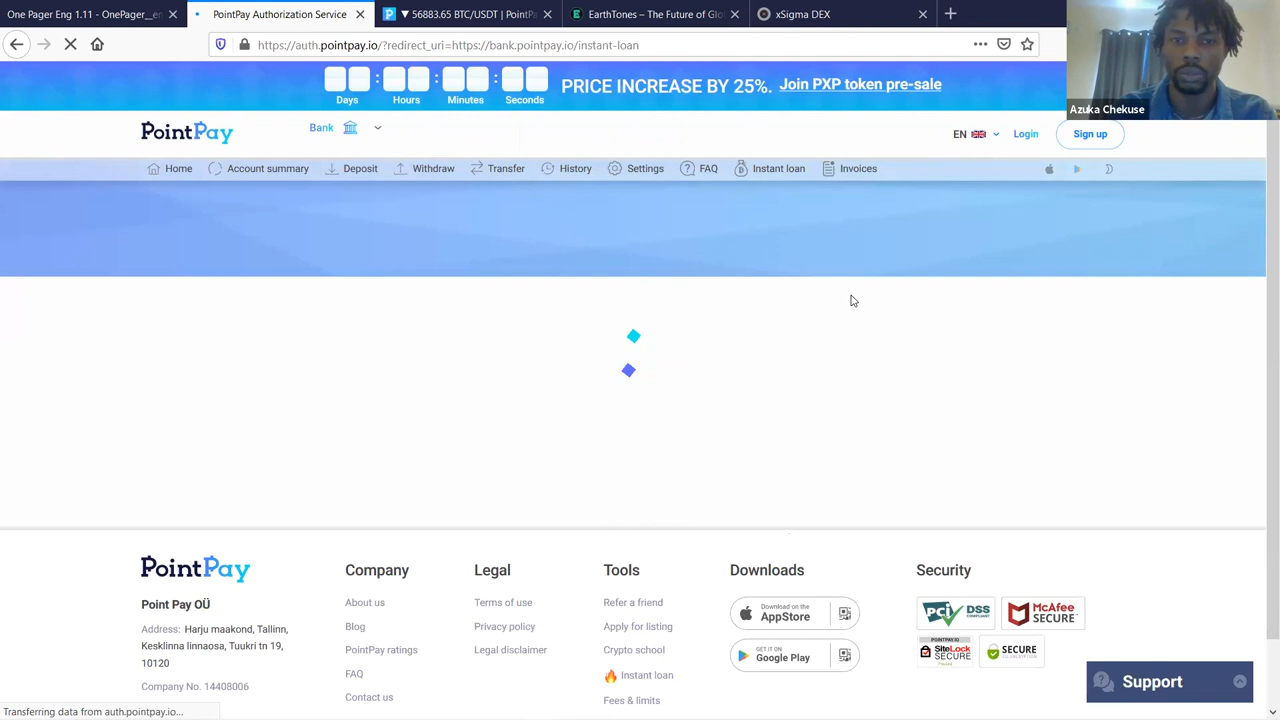 One Pager Eng 1.11 - OnePager__en
PointPay Authorization Service
▼ 56883.65 BTC/USDT | PointPa
EarthTones – The Future of Glo
xSigma DEX
https://auth.pointpay.io/?redirect_uri=https://bank.pointpay.io/instant-loan
Days
Hours
Minutes
Seconds
PRICE INCREASE BY 25%. Join PXP token pre-sale
Azuka Chekuse
PointPay
Bank
EN
Login
Sign up
Home
Account summary
Deposit
Withdraw
Transfer
History
Settings
FAQ
Instant loan
Invoices
PointPay
Point Pay OÜ
Address: Harju maakond, Tallinn,
Kesklinna linnaosa, Tuukri tn 19,
10120
Company No. 14408006
Company
About us
Blog
PointPay ratings
FAQ
Contact us
Legal
Terms of use
Privacy policy
Legal disclaimer
Tools
Refer a friend
Apply for listing
Crypto school
Instant loan
Fees & limits
Downloads
Download on the
AppStore
GET IT ON
Google Play
Security
PCI DSS
COMPLIANT
McAfee
SECURE
POINTPAY.IO
SiteLock
SECURE
SECURE
Support
Transferring data from auth.pointpay.io...